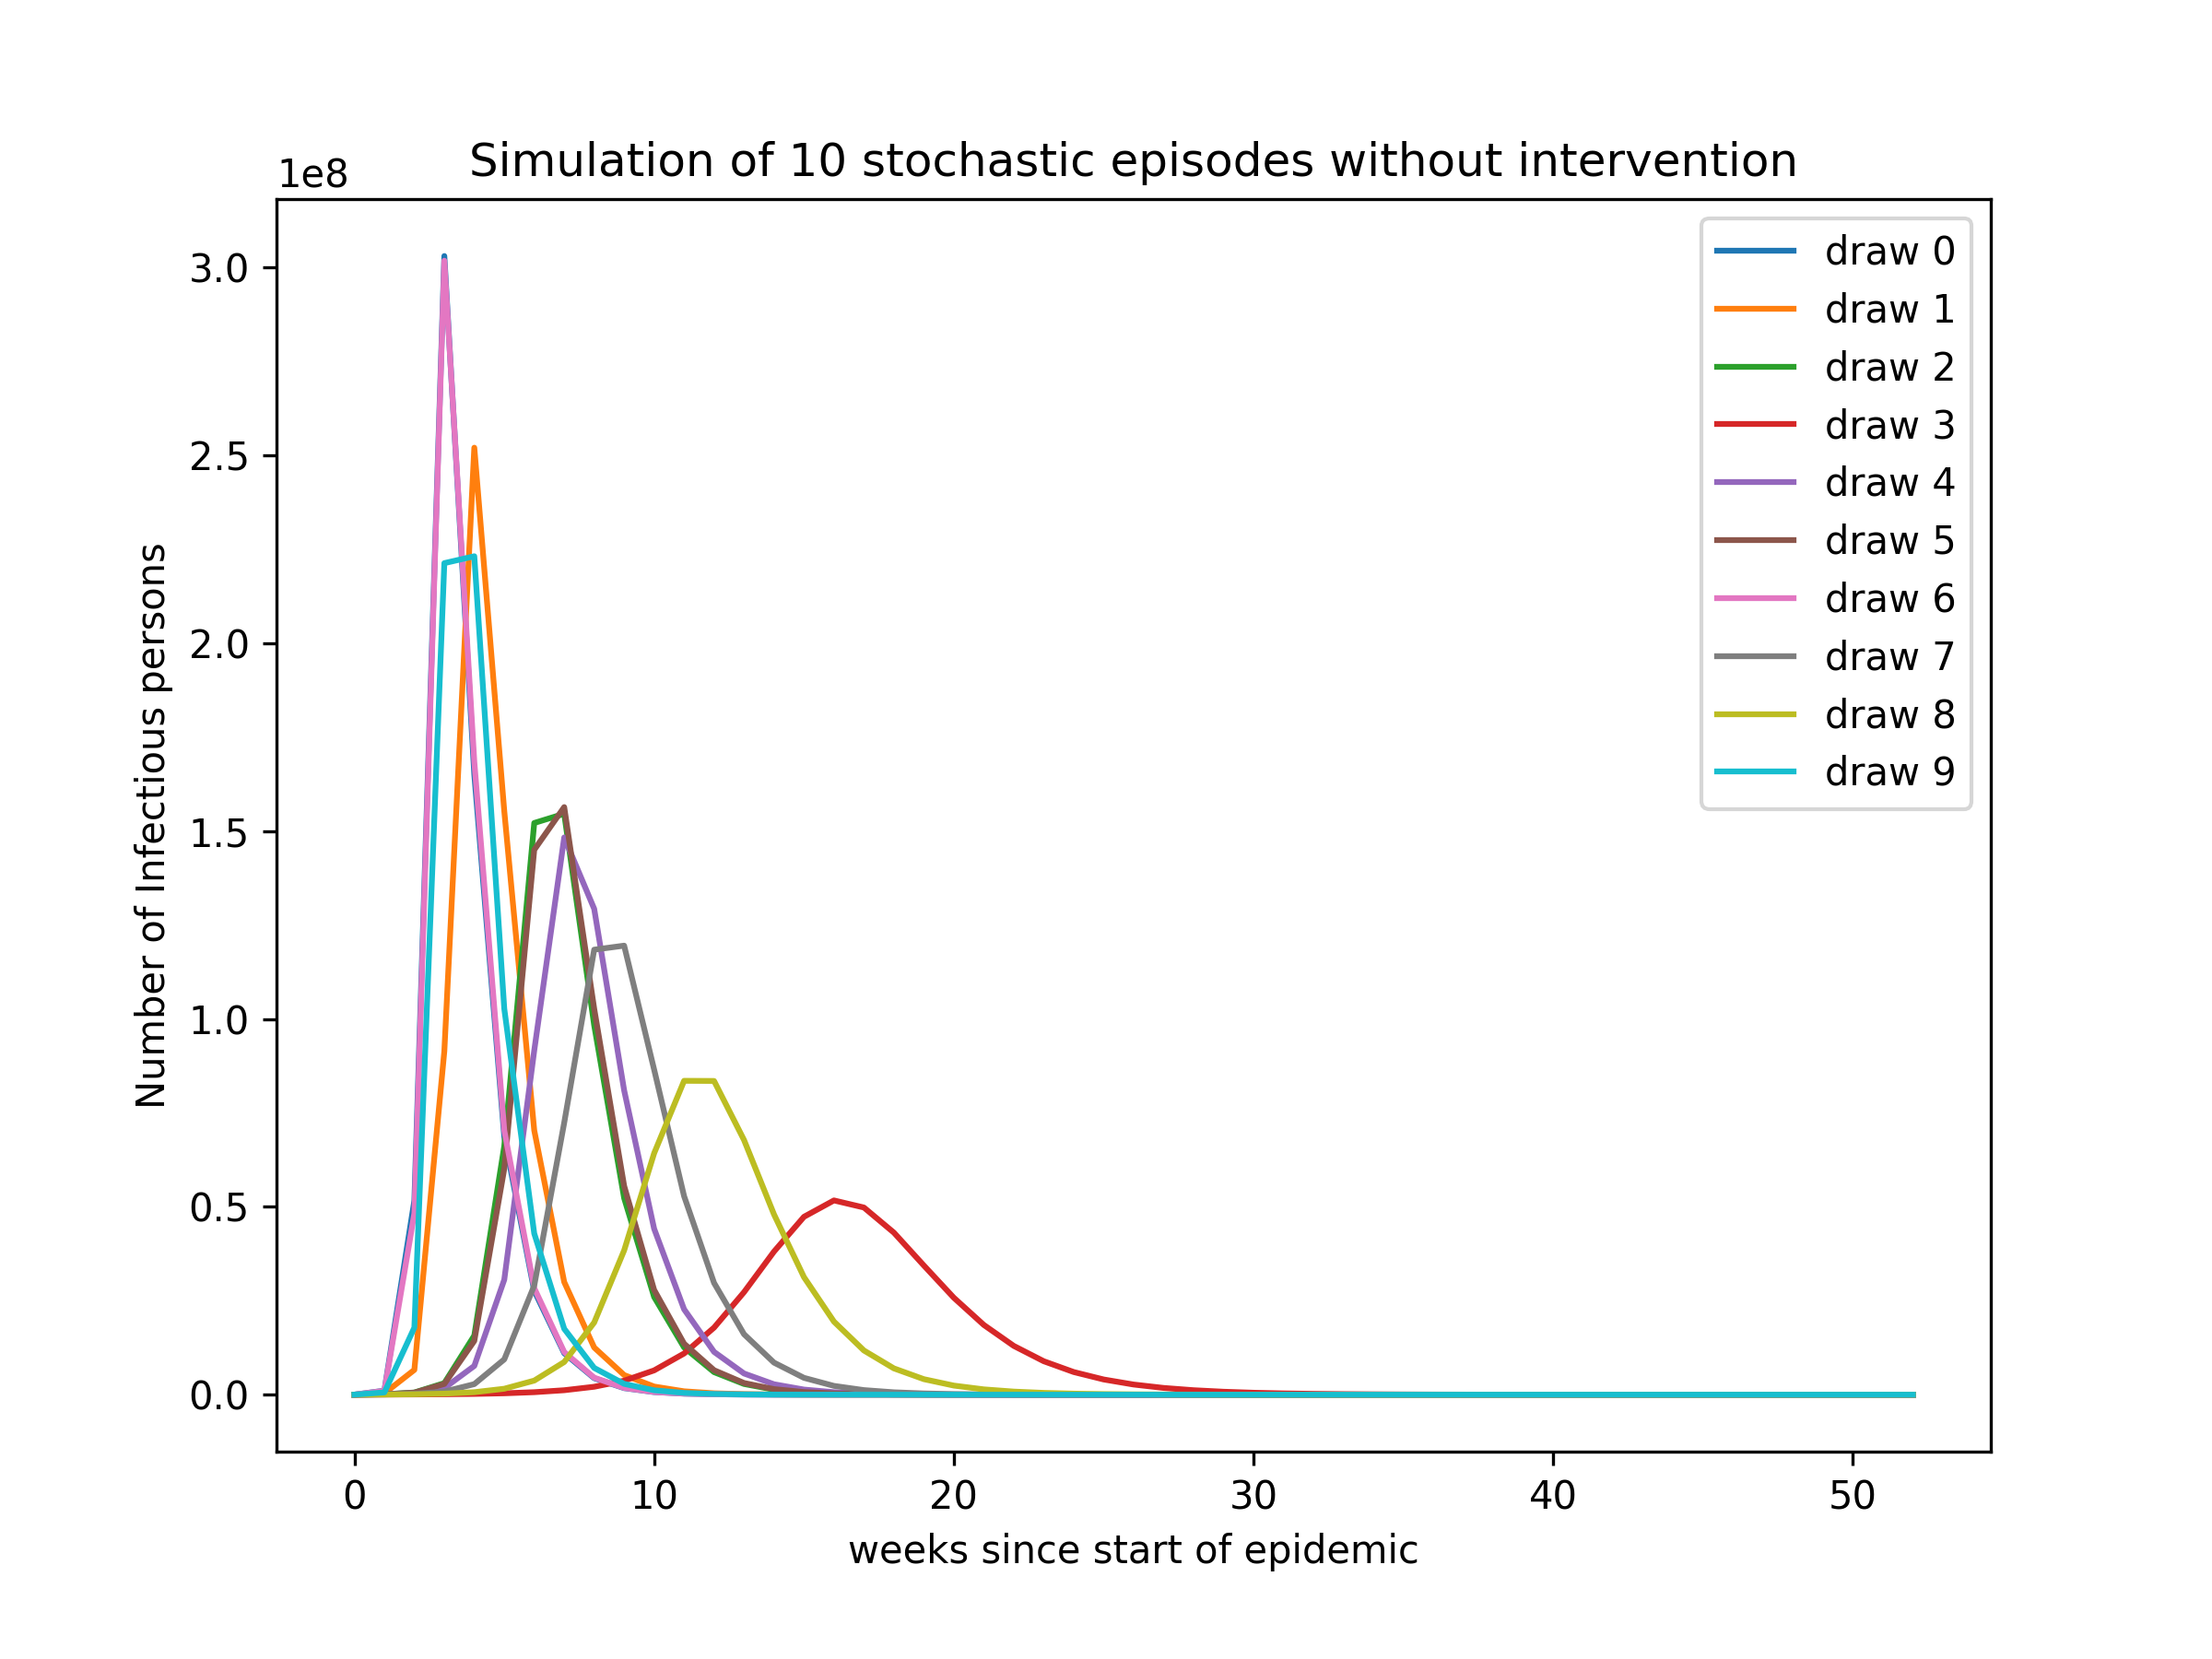 Simulation of 10 stochastic episodes without intervention
1e8
3.0
2.5
2.0
1.5
1.0
0.5
0.0
Number of Infectious persons
0 10 20 30 40 50
weeks since start of epidemic
draw 0
draw 1
draw 2
draw 3
draw 4
draw 5
draw 6
draw 7
draw 8
draw 9